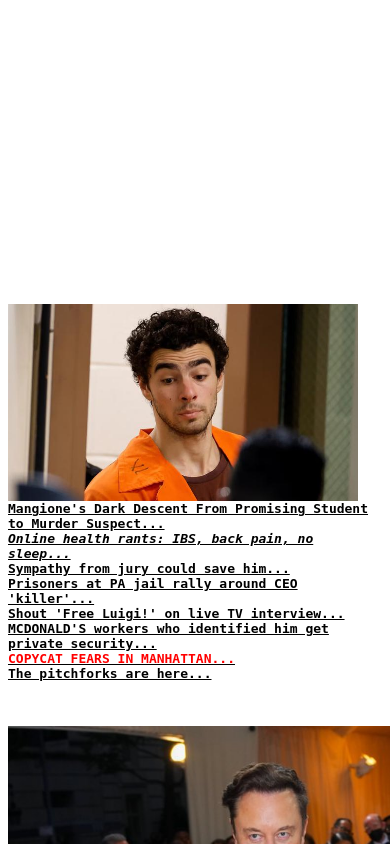 Mangione's Dark Descent From Promising Student
to Murder Suspect...
Online health rants: IBS, back pain, no
sleep...
Sympathy from jury could save him...
Prisoners at PA jail rally around CEO
'killer'...
Shout 'Free Luigi!' on live TV interview...
MCDONALD'S workers who identified him get
private security...
COPYCAT FEARS IN MANHATTAN...
The pitchforks are here...